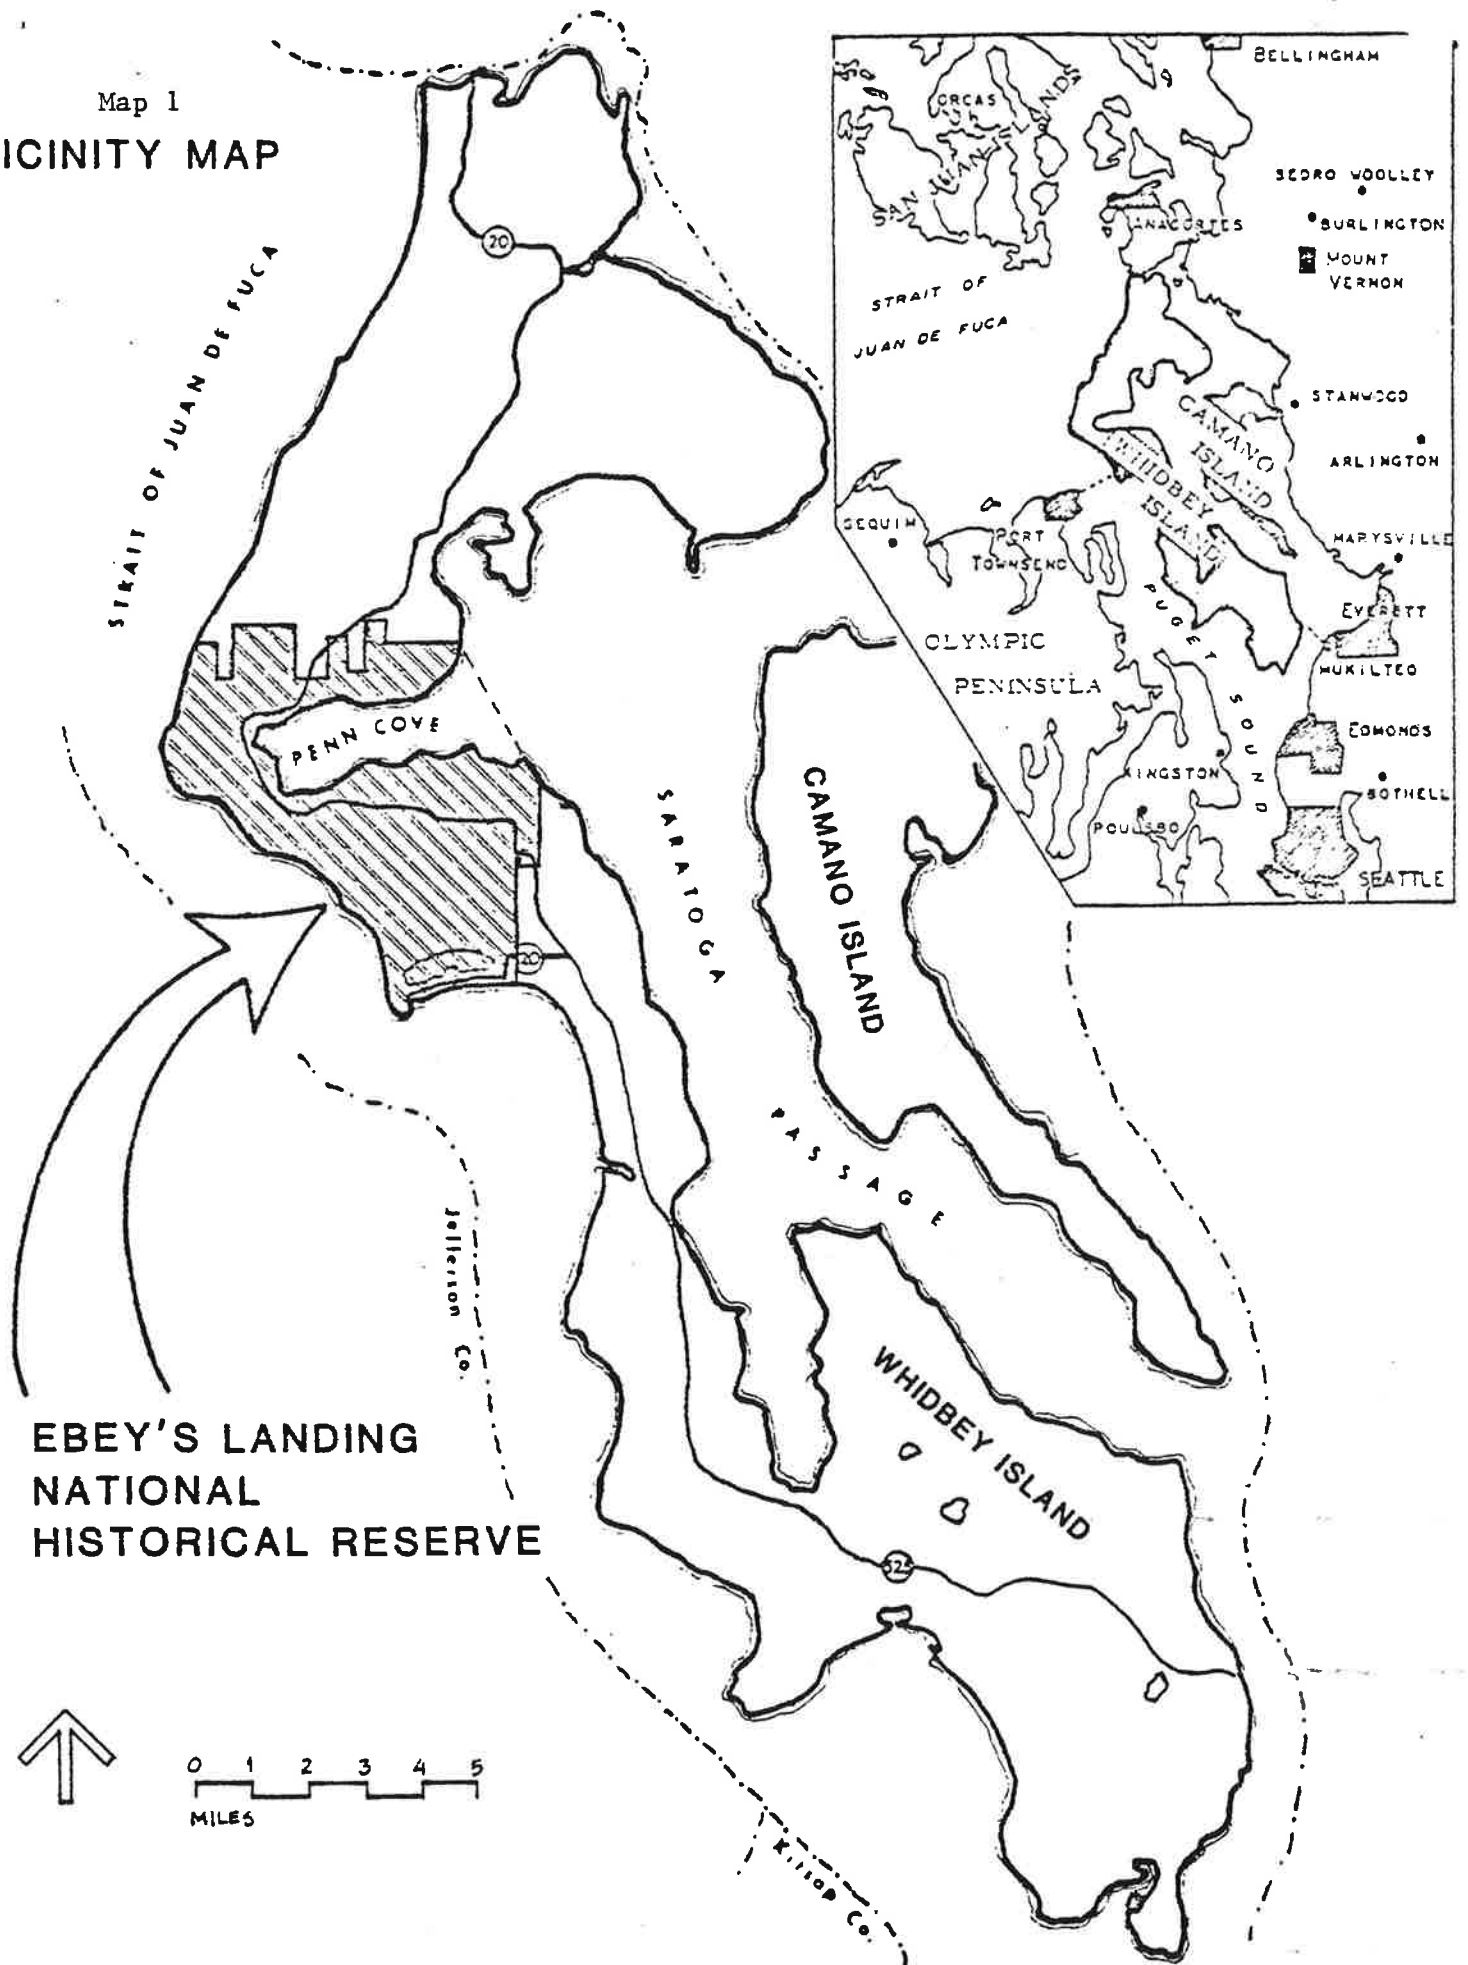 Map 1
ICINITY MAP
STRAIT OF JUAN DE FUCA
20
PENN COVE
SARATOGA
PASSAGE
CAMANO ISLAND
20
Jefferson Co.
WHIDBEY ISLAND
EBEY'S LANDING
NATIONAL
HISTORICAL RESERVE
525
0 1 2 3 4 5
MILES
Kitsap Co.
BELLINGHAM
ORCAS
SAN JUAN ISLANDS
SEDRO WOOLLEY
BURLINGTON
ANACORTES
MOUNT
VERNON
STRAIT OF
JUAN DE FUCA
STANWOOD
CAMANO
ISLAND
ARLINGTON
WHIDBEY
ISLAND
SEQUIM
PORT
TOWNSEND
MARYSVILLE
PUGET SOUND
EVERETT
OLYMPIC
PENINSULA
MUKILTEO
EDMONDS
KINGSTON
BOTHELL
POULSBO
SEATTLE